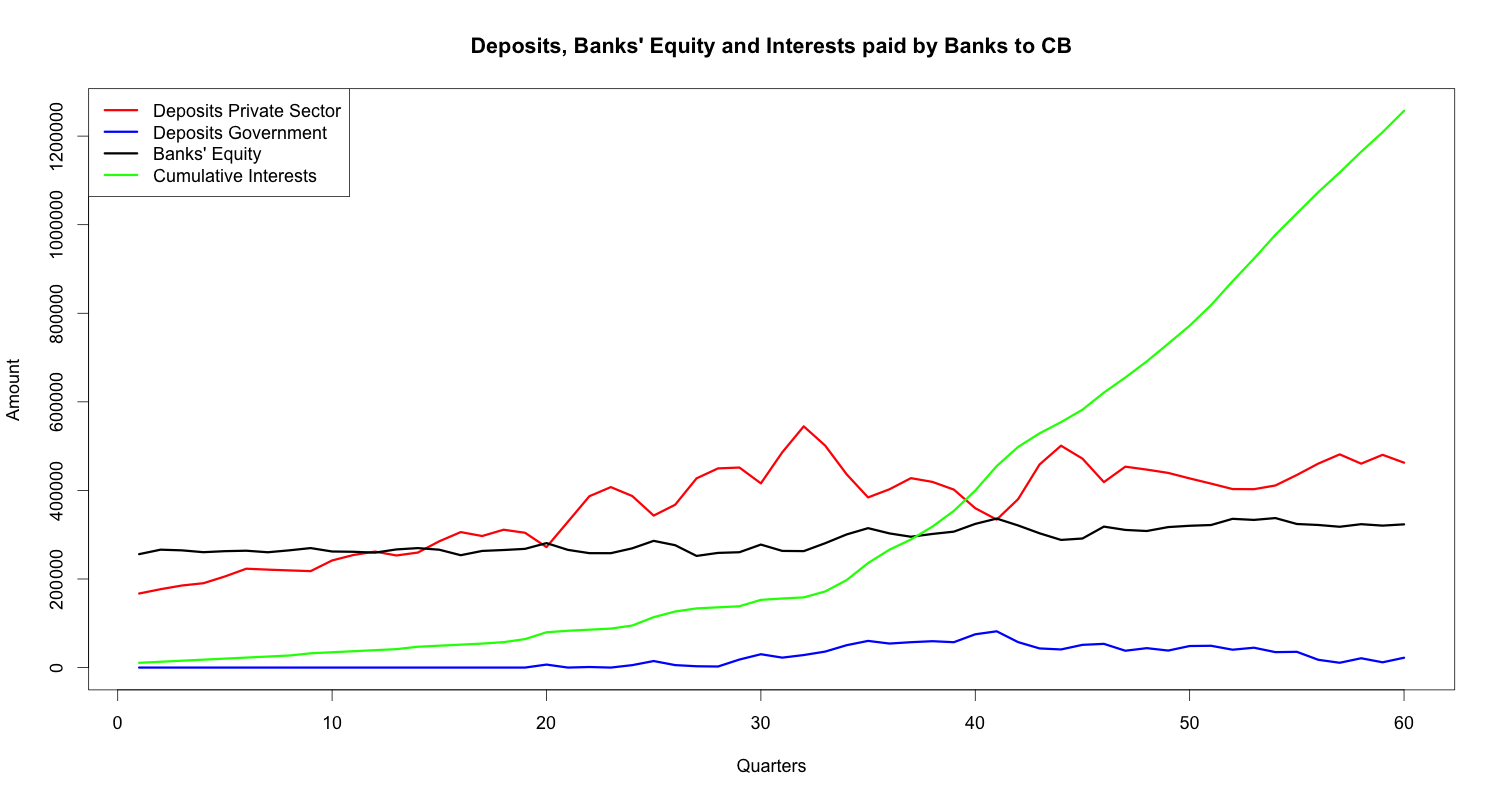 Deposits, Banks' Equity and Interests paid by Banks to CB
Deposits Private Sector
Deposits Government
Banks' Equity
Cumulative Interests
Amount
1200000
1000000
800000
600000
400000
200000
0
0 10 20 30 40 50 60
Quarters